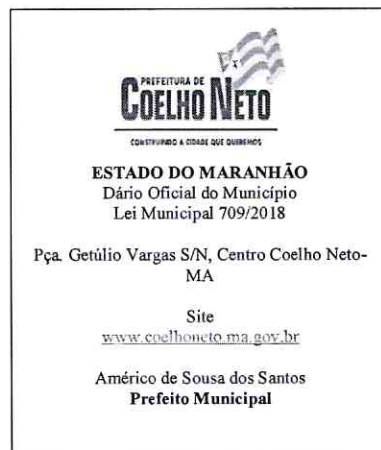 PREFEITURA DE
COELHO NETO
CONSTRUINDO A CIDADE QUE QUEREMOS
ESTADO DO MARANHÃO
Dário Oficial do Município
Lei Municipal 709/2018
Pça. Getúlio Vargas S/N, Centro Coelho Neto-
MA
Site
www.coelhoneto.ma.gov.br
Américo de Sousa dos Santos
Prefeito Municipal